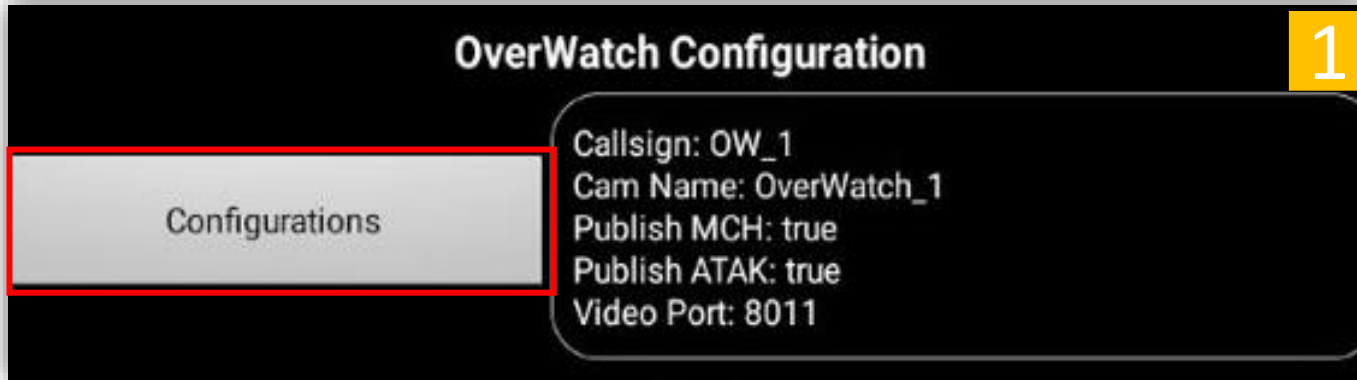 OverWatch Configuration
1
Configurations
Callsign: OW_1
Cam Name: OverWatch_1
Publish MCH: true
Publish ATAK: true
Video Port: 8011